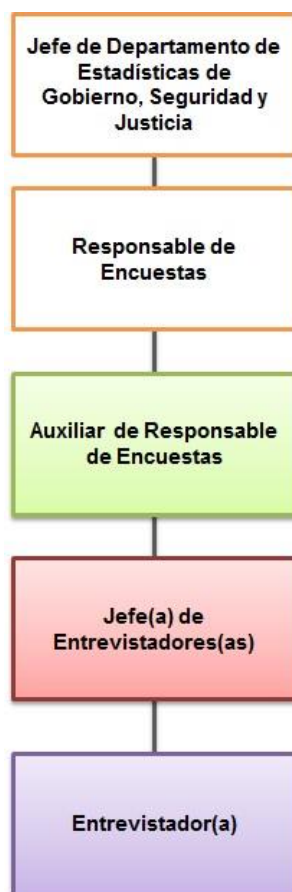 Jefe de Departamento de
Estadísticas de
Gobierno, Seguridad y
Justicia
Responsable de
Encuestas
Auxiliar de Responsable
de Encuestas
Jefe(a) de
Entrevistadores(as)
Entrevistador(a)